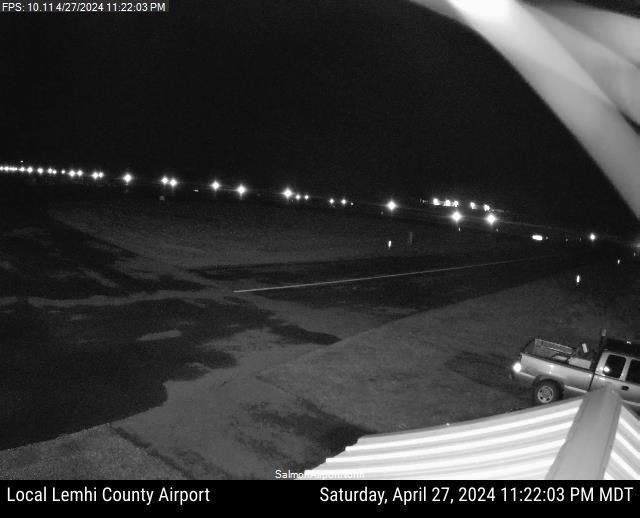 FPS: 10.11 4/27/2024 11:22:03 PM
Local Lemhi County Airport
Saturday, April 27, 2024 11:22:03 PM MDT